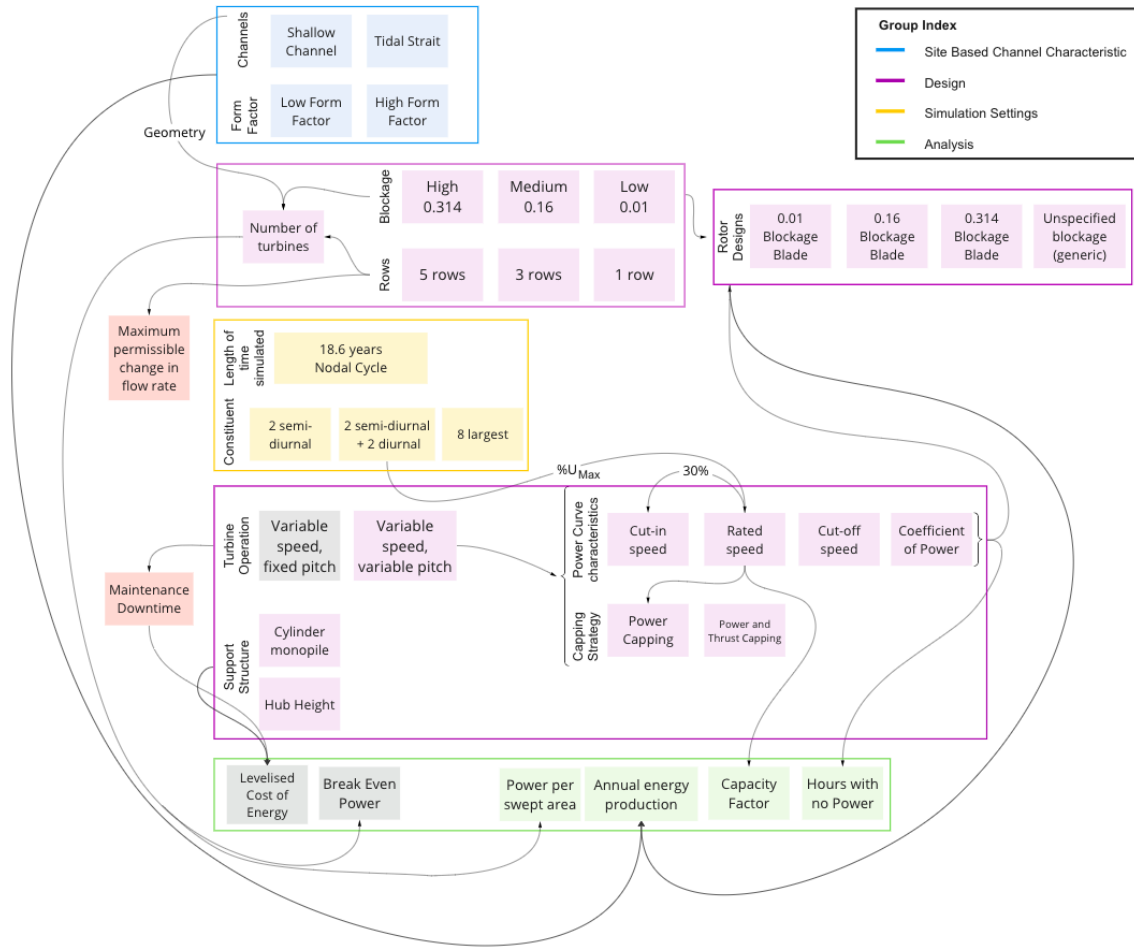 Channels
Shallow
Channel
Tidal Strait
Form
Factor
Low Form
Factor
High Form
Factor
Group Index
Site Based Channel Characteristic
Design
Simulation Settings
Analysis
Geometry
Number of
turbines
Blockage
High
0.314
Medium
0.16
Low
0.01
Rows
5 rows
3 rows
1 row
Rotor
Designs
0.01
Blockage
Blade
0.16
Blockage
Blade
0.314
Blockage
Blade
Unspecified
blockage
(generic)
Maximum
permissible
change in
flow rate
Length of
time
simulated
18.6 years
Nodal Cycle
Constituent
2 semi-
diurnal
2 semi-diurnal
+ 2 diurnal
8 largest
%UMax
30%
Turbine
Operation
Variable
speed,
fixed pitch
Variable
speed,
variable pitch
Power Curve
characteristics
Cut-in
speed
Rated
speed
Cut-off
speed
Coefficient
of Power
Maintenance
Downtime
Capping
Strategy
Power
Capping
Power and
Thrust Capping
Support
Structure
Cylinder
monopile
Hub Height
Levelised
Cost of
Energy
Break Even
Power
Power per
swept area
Annual energy
production
Capacity
Factor
Hours with
no Power